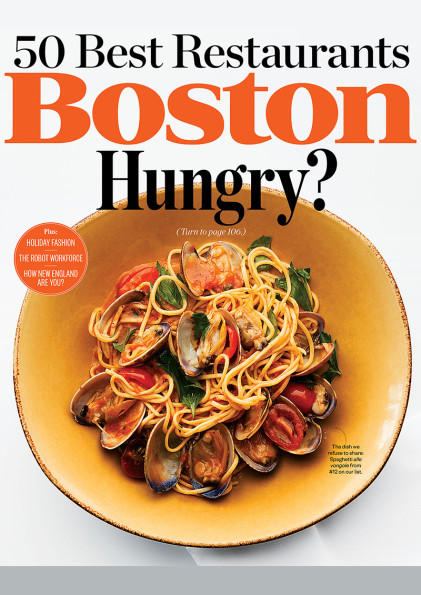 50 Best Restaurants
Boston
Hungry?
(Turn to page 106.)
Plus:
HOLIDAY FASHION
THE ROBOT WORKFORCE
HOW NEW ENGLAND
ARE YOU?
The dish we
refuse to share:
Spaghetti alle
vongole from
#12 on our list.